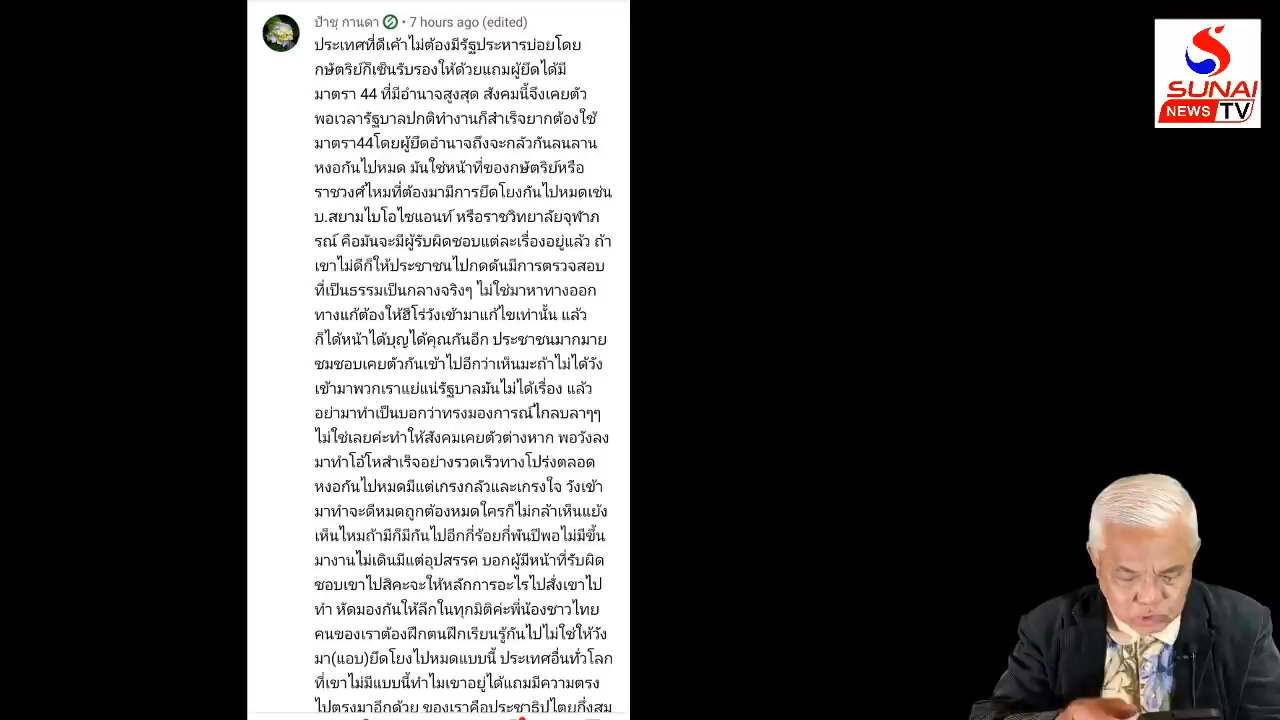 ป้าชุ กานดา • 7 hours ago (edited)
ประเทศที่ดีเค้าไม่ต้องมีรัฐประหารบ่อยโดย
กษัตริย์ก็เซ็นรับรองให้ด้วยแถมผู้ยึดได้มี
มาตรา 44 ที่มีอำนาจสูงสุด สังคมนี้จึงเคยตัว
พอเวลารัฐบาลปกติทำงานก็สำเร็จยากต้องใช้
มาตรา44โดยผู้ยึดอำนาจถึงจะกลัวกันลนลาน
หงอกันไปหมด มันใช่หน้าที่ของกษัตริย์หรือ
ราชวงศ์ไหมที่ต้องมามีการยึดโยงกันไปหมดเช่น
บ.สยามไบโอไซแอนท์ หรือราชวิทยาลัยจุฬาภ
รณ์ คือมันจะมีผู้รับผิดชอบแต่ละเรื่องอยู่แล้ว ถ้า
เขาไม่ดีก็ให้ประชาชนไปกดดันมีการตรวจสอบ
ที่เป็นธรรมเป็นกลางจริงๆ ไม่ใช่มาหาทางออก
ทางแก้ต้องให้ฮีโร่วังเข้ามาแก้ไขเท่านั้น แล้ว
ก็ได้หน้าได้บุญได้คุณกันอีก ประชาชนมากมาย
ชมชอบเคยตัวกันเข้าไปอีกว่าเห็นมะถ้าไม่ได้วัง
เข้ามาพวกเราแย่แน่รัฐบาลมันไม่ได้เรื่อง แล้ว
อย่ามาทำเป็นบอกว่าทรงมองการณ์ไกลบลาๆๆ
ไม่ใช่เลยค่ะทำให้สังคมเคยตัวต่างหาก พอวังลง
มาทำโอ้โหสำเร็จอย่างรวดเร็วทางโปร่งตลอด
หงอกันไปหมดมีแต่เกรงกลัวและเกรงใจ วังเข้า
มาทำจะดีหมดถูกต้องหมดใครก็ไม่กล้าเห็นแย้ง
เห็นไหมถ้ามีก็มีกันไปอีกกี่ร้อยกี่พันปีพอไม่มีขึ้น
มางานไม่เดินมีแต่อุปสรรค บอกผู้มีหน้าที่รับผิด
ชอบเขาไปสิคะจะให้หลักการอะไรไปสั่งเขาไป
ทำ หัดมองกันให้ลึกในทุกมิติค่ะพี่น้องชาวไทย
คนของเราต้องฝึกตนฝึกเรียนรู้กันไปไม่ใช่ให้วัง
มา(แอบ)ยึดโยงไปหมดแบบนี้ ประเทศอื่นทั่วโลก
ที่เขาไม่มีแบบนี้ทำไมเขาอยู่ได้แถมมีความตรง
ไปตรงมาอีกด้วย ของเราคือประชาธิปไตยกึ่งสม
SUNAI
NEWS TV